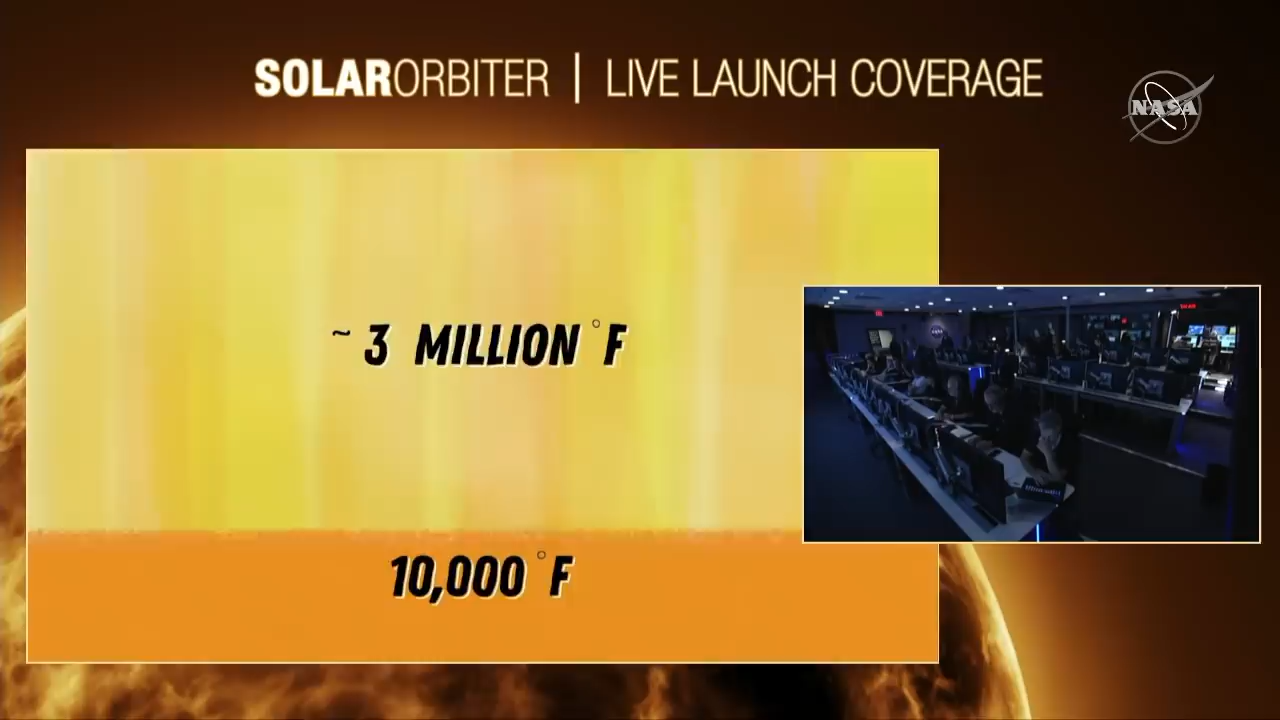 SOLARORBITER | LIVE LAUNCH COVERAGE
NASA
~ 3 MILLION °F
10,000 °F